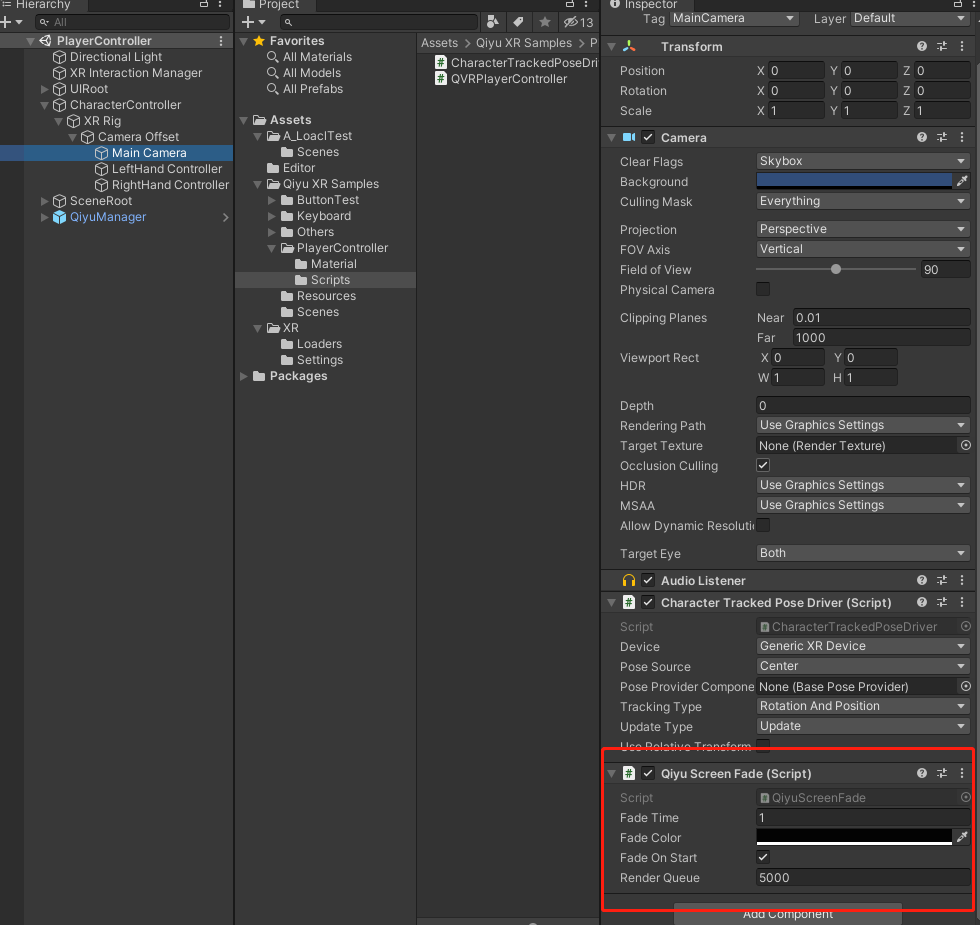 Hierarchy
All
PlayerController
Directional Light
XR Interaction Manager
UIRoot
CharacterController
XR Rig
Camera Offset
Main Camera
LeftHand Controller
RightHand Controller
SceneRoot
QiyuManager
Project
13
Favorites
All Materials
All Models
All Prefabs
Assets
A_LoaclTest
Scenes
Editor
Qiyu XR Samples
ButtonTest
Keyboard
Others
PlayerController
Material
Scripts
Resources
Scenes
XR
Loaders
Settings
Packages
Assets > Qiyu XR Samples > P
CharacterTrackedPoseDri
QVRPlayerController
Inspector
Tag MainCamera Layer Default
Transform
Position X 0 Y 0 Z 0
Rotation X 0 Y 0 Z 0
Scale X 1 Y 1 Z 1
Camera
Clear Flags Skybox
Background
Culling Mask Everything
Projection Perspective
FOV Axis Vertical
Field of View 90
Physical Camera
Clipping Planes Near 0.01
Far 1000
Viewport Rect X 0 Y 0
W 1 H 1
Depth 0
Rendering Path Use Graphics Settings
Target Texture None (Render Texture)
Occlusion Culling
HDR Use Graphics Settings
MSAA Use Graphics Settings
Allow Dynamic Resoluti
Target Eye Both
Audio Listener
# Character Tracked Pose Driver (Script)
Script CharacterTrackedPoseDriver
Device Generic XR Device
Pose Source Center
Pose Provider Compone None (Base Pose Provider)
Tracking Type Rotation And Position
Update Type Update
Use Relative Transform
# Qiyu Screen Fade (Script)
Script QiyuScreenFade
Fade Time 1
Fade Color
Fade On Start
Render Queue 5000
Add Component